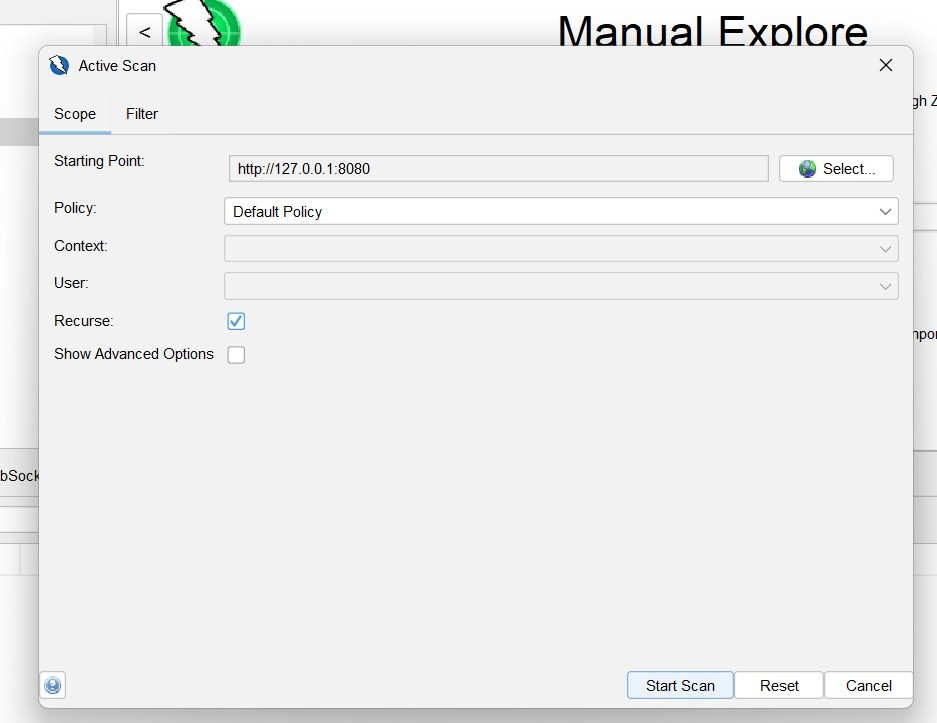 <
Manual Explore
Active Scan
gh Z
Scope Filter
Starting Point: http://127.0.0.1:8080 Select...
Policy: Default Policy
Context:
User:
Recurse:
npor
Show Advanced Options
bSock
Start Scan Reset Cancel